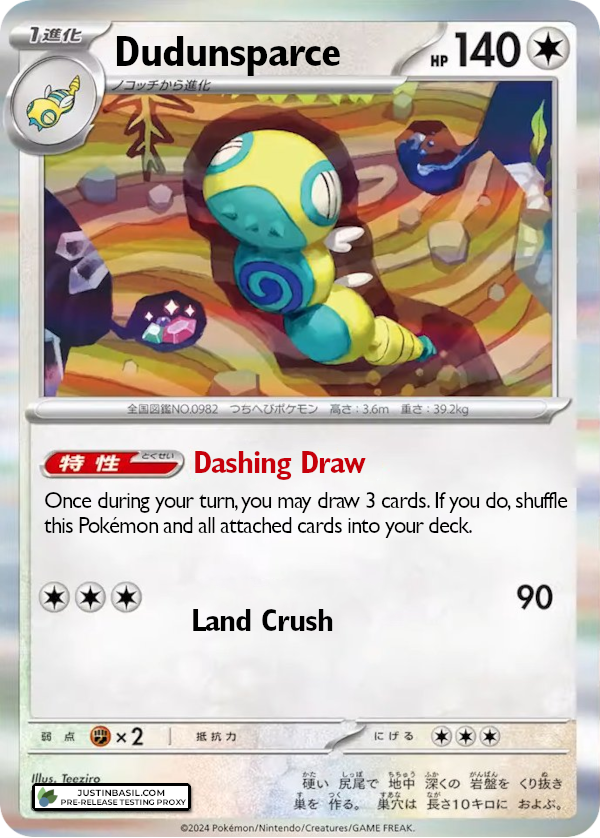 1進化
Dudunsparce
HP 140
ノコッチから進化
全国図鑑NO.0982 つちへびポケモン 高さ:3.6m 重さ:39.2kg
特性 とくせい Dashing Draw
Once during your turn, you may draw 3 cards. If you do, shuffle
this Pokémon and all attached cards into your deck.
Land Crush 90
弱点 ×2 抵抗力 にげる
Illus. Teeziro
JUSTINBASIL.COM
PRE-RELEASE TESTING PROXY
硬い 尻尾で 地中 深くの 岩盤を くり抜き
巣を 作る。 巣穴は 長さ10キロに およぶ。
©2024 Pokémon/Nintendo/Creatures/GAME FREAK.